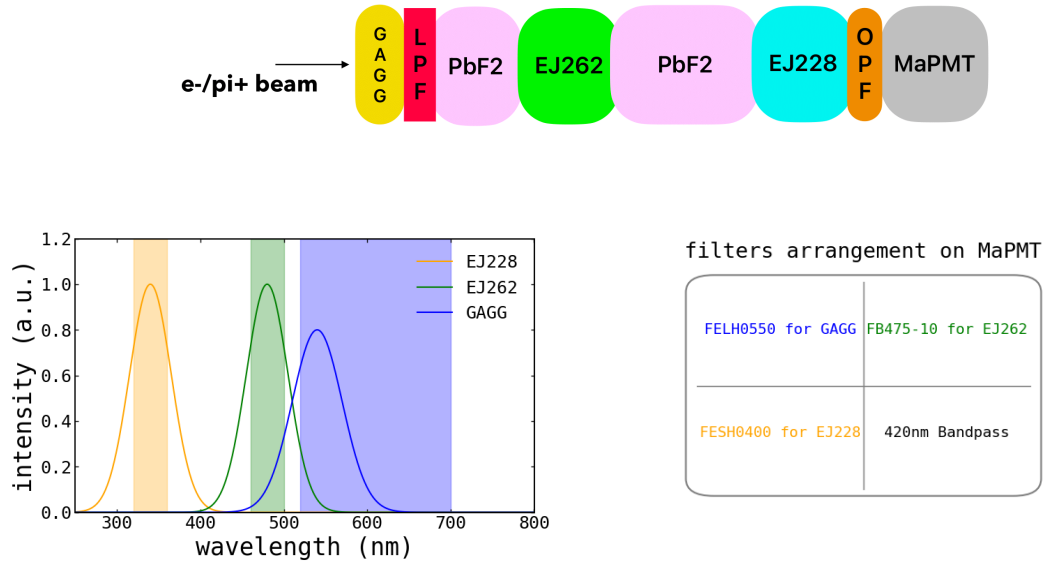 G
A
G
G
L
P
F
PbF2
EJ262
PbF2
EJ228
O
P
F
MaPMT
e-/pi+ beam
filters arrangement on MaPMT
FELH0550 for GAGG
FB475-10 for EJ262
FESH0400 for EJ228
420nm Bandpass
intensity (a.u.)
1.2
1.0
0.8
0.6
0.4
0.2
0.0
EJ228
EJ262
GAGG
300
400
500
600
700
800
wavelength (nm)